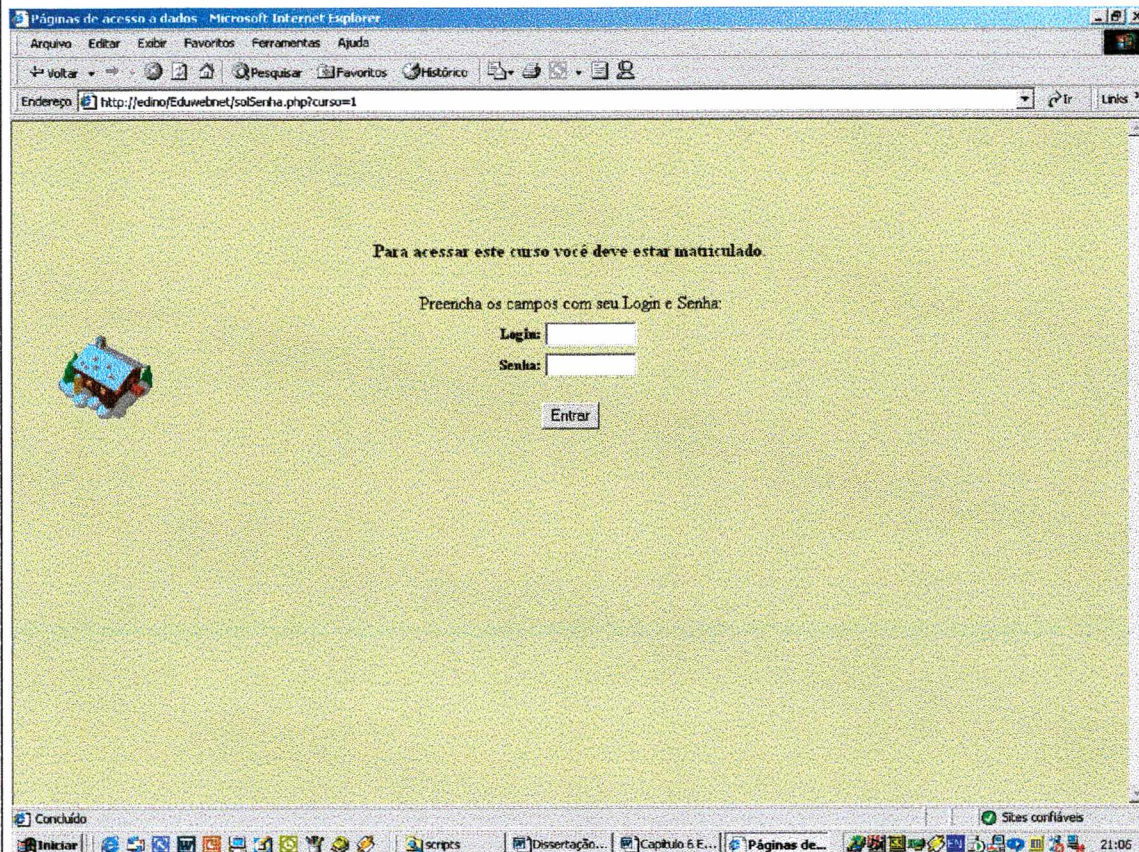 Páginas de acesso a dados - Microsoft Internet Explorer
Arquivo Editar Exibir Favoritos Ferramentas Ajuda
Voltar Pesquisar Favoritos Histórico
Endereço http://edino/Eduwebnet/solSenha.php?curso=1 Ir Links
Para acessar este curso você deve estar matriculado.
Preencha os campos com seu Login e Senha:
Login:
Senha:
Entrar
Concluído Sites confiáveis
Iniciar scripts Dissertação... Capítulo 6 E... Páginas de... EN 21:06